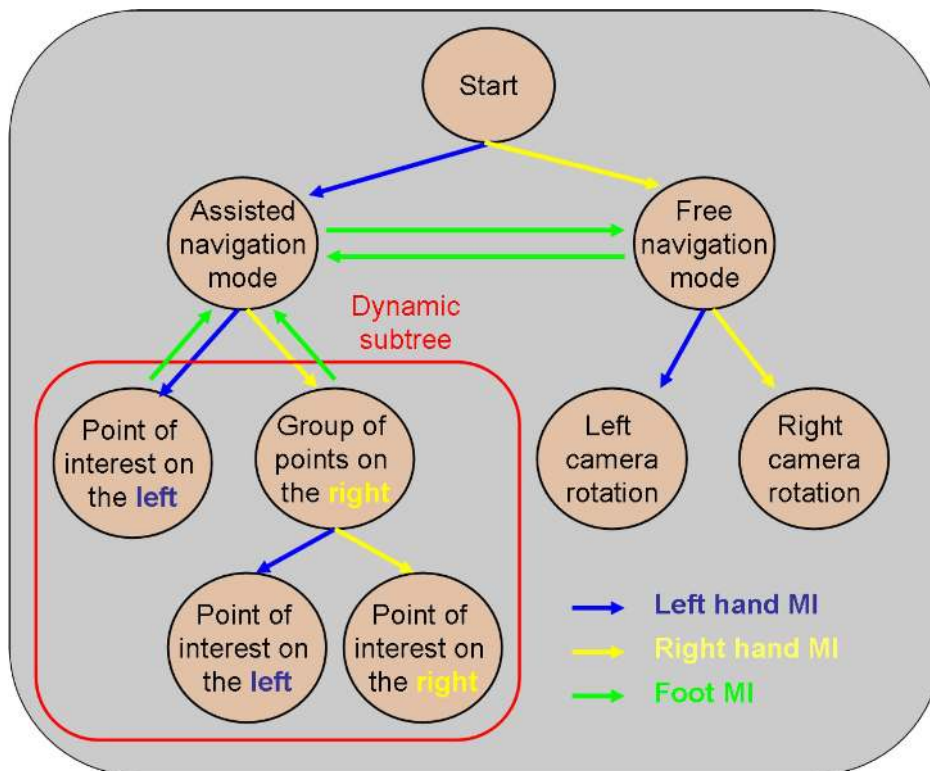 Start
Assisted
navigation
mode
Free
navigation
mode
Dynamic
subtree
Point of
interest on
the left
Group of
points on
the right
Left
camera
rotation
Right
camera
rotation
Point of
interest on
the left
Point of
interest on
the right
Left hand MI
Right hand MI
Foot MI